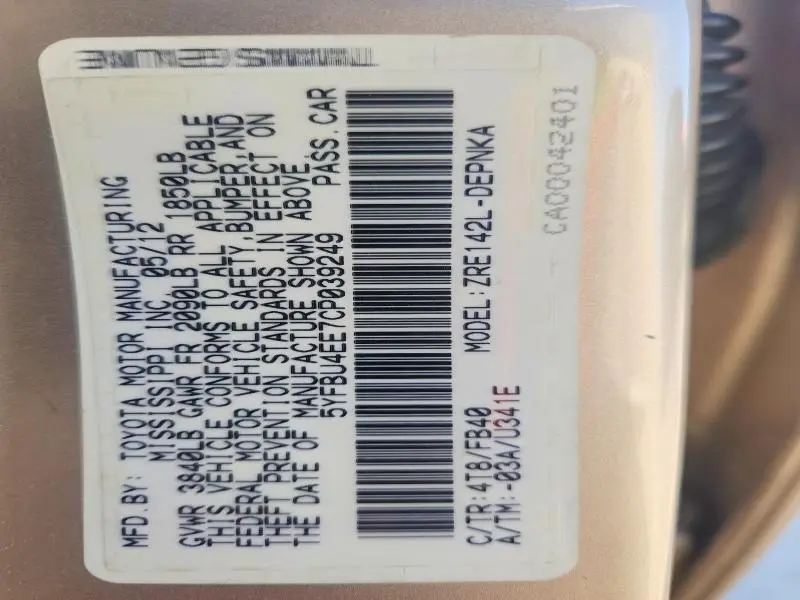 MFD.BY: TOYOTA MOTOR MANUFACTURING
MISSISSIPPI INC. 05/12
GVWR 3840LB GAWR FR 2090LB RR 1850LB
THIS VEHICLE CONFORMS TO ALL APPLICABLE
FEDERAL MOTOR VEHICLE SAFETY,BUMPER,AND
THEFT PREVENTION STANDARDS IN EFFECT ON
THE DATE OF MANUFACTURE SHOWN ABOVE.
5YFBU4EE7CP039249 PASS.CAR
C/TR:4T8/FB40 MODEL:ZRE142L-DEPNKA
A/TM:-03A/U341E
CA00042401